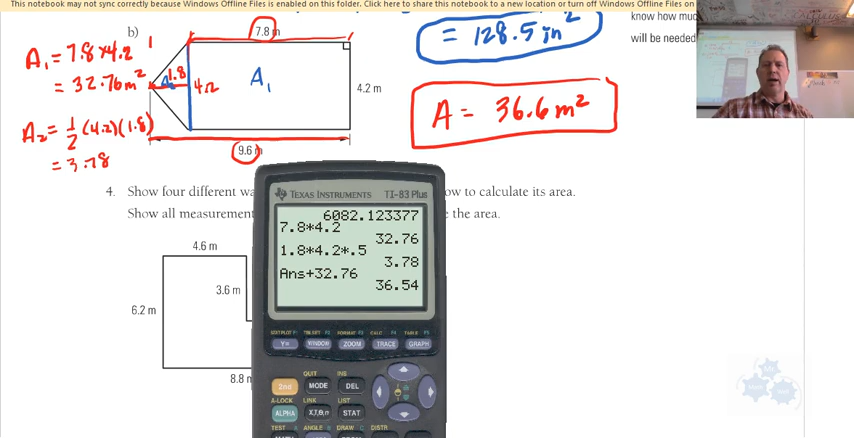 This notebook may not sync correctly because Windows Offline Files is enabled on this folder. Click here to share this notebook to a new location or turn off Windows Offline Files on
know how muc
will be needed
b)
7.8 m
4.2 m
9.6 m
A₁ = 7.8 × 4.2
= 32.76 m²
A₂ = 1/2 (4.2)(1.8)
= 3.78
1.8
4.2
A₁
= 128.5 in²
A = 36.6 m²
4. Show four different wa
ow to calculate its area.
Show all measurement
the area.
4.6 m
3.6 m
6.2 m
8.8 m
TEXAS INSTRUMENTS TI-83 Plus
6082.123377
7.8*4.2
32.76
1.8*4.2*.5
3.78
Ans+32.76
36.54
STAT PLOT F1 TBLSET F2 FORMAT F3 CALC F4 TABLE F5
Y= WINDOW ZOOM TRACE GRAPH
QUIT INS
2nd MODE DEL
A-LOCK LINK LIST
ALPHA X,T,θ,n STAT
TEST A ANGLE B DRAW C DISTR